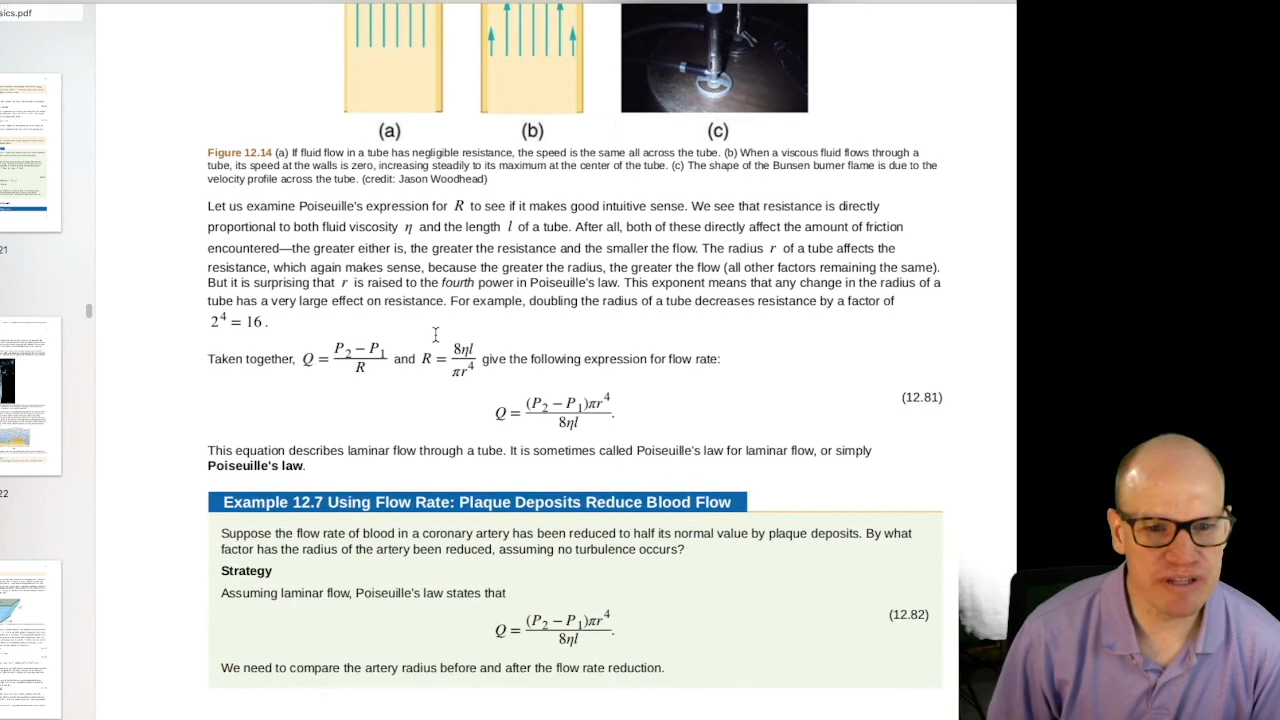 sics.pdf
(a) (b) (c)
Figure 12.14 (a) If fluid flow in a tube has negligible resistance, the speed is the same all across the tube. (b) When a viscous fluid flows through a
tube, its speed at the walls is zero, increasing steadily to its maximum at the center of the tube. (c) The shape of the Bunsen burner flame is due to the
velocity profile across the tube. (credit: Jason Woodhead)
Let us examine Poiseuille's expression for R to see if it makes good intuitive sense. We see that resistance is directly
proportional to both fluid viscosity η and the length l of a tube. After all, both of these directly affect the amount of friction
encountered—the greater either is, the greater the resistance and the smaller the flow. The radius r of a tube affects the
resistance, which again makes sense, because the greater the radius, the greater the flow (all other factors remaining the same).
But it is surprising that r is raised to the fourth power in Poiseuille's law. This exponent means that any change in the radius of a
tube has a very large effect on resistance. For example, doubling the radius of a tube decreases resistance by a factor of
2⁴ = 16 .
Taken together, Q = (P₂ − P₁)/R and R = 8ηl/πr⁴ give the following expression for flow rate:
Q = (P₂ − P₁)πr⁴/8ηl. (12.81)
This equation describes laminar flow through a tube. It is sometimes called Poiseuille's law for laminar flow, or simply
Poiseuille's law.
Example 12.7 Using Flow Rate: Plaque Deposits Reduce Blood Flow
Suppose the flow rate of blood in a coronary artery has been reduced to half its normal value by plaque deposits. By what
factor has the radius of the artery been reduced, assuming no turbulence occurs?
Strategy
Assuming laminar flow, Poiseuille's law states that
Q = (P₂ − P₁)πr⁴/8ηl. (12.82)
We need to compare the artery radius before and after the flow rate reduction.
21
22